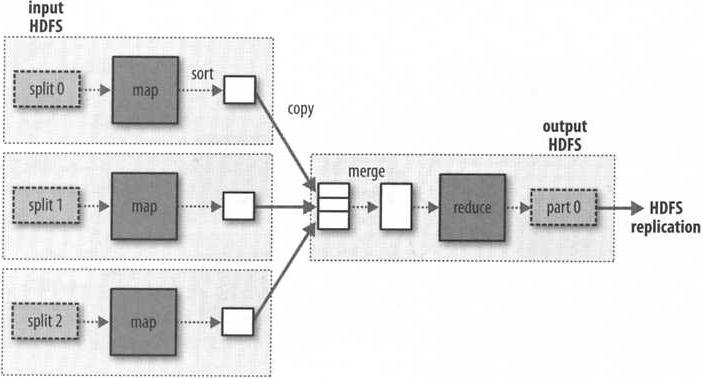 input
HDFS
split 0
map
sort
copy
split 1
map
split 2
map
merge
reduce
output
HDFS
part 0
HDFS
replication